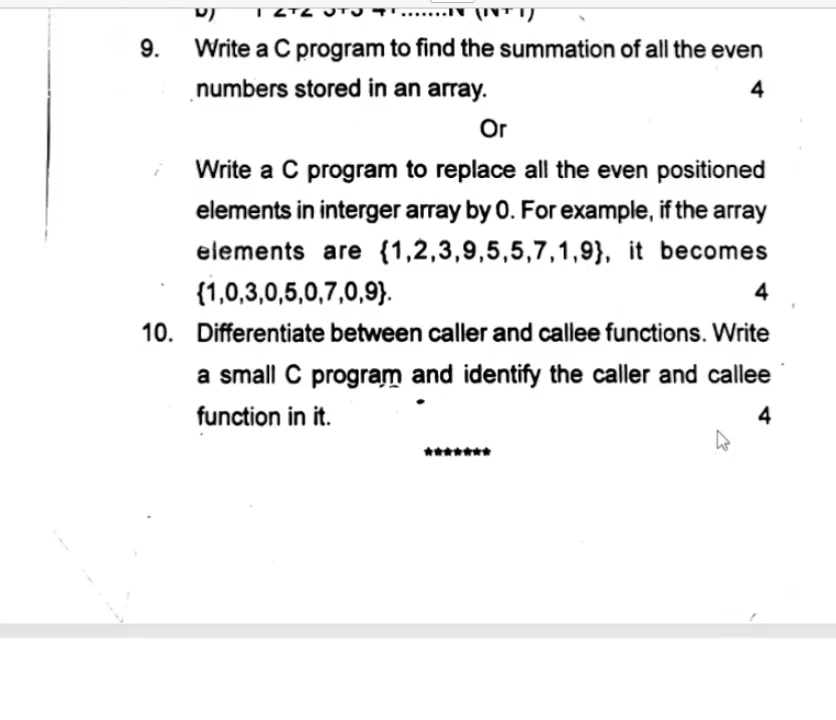 9. Write a C program to find the summation of all the even
numbers stored in an array. 4
Or
Write a C program to replace all the even positioned
elements in interger array by 0. For example, if the array
elements are {1,2,3,9,5,5,7,1,9}, it becomes
{1,0,3,0,5,0,7,0,9}. 4
10. Differentiate between caller and callee functions. Write
a small C program and identify the caller and callee
function in it. 4
*******